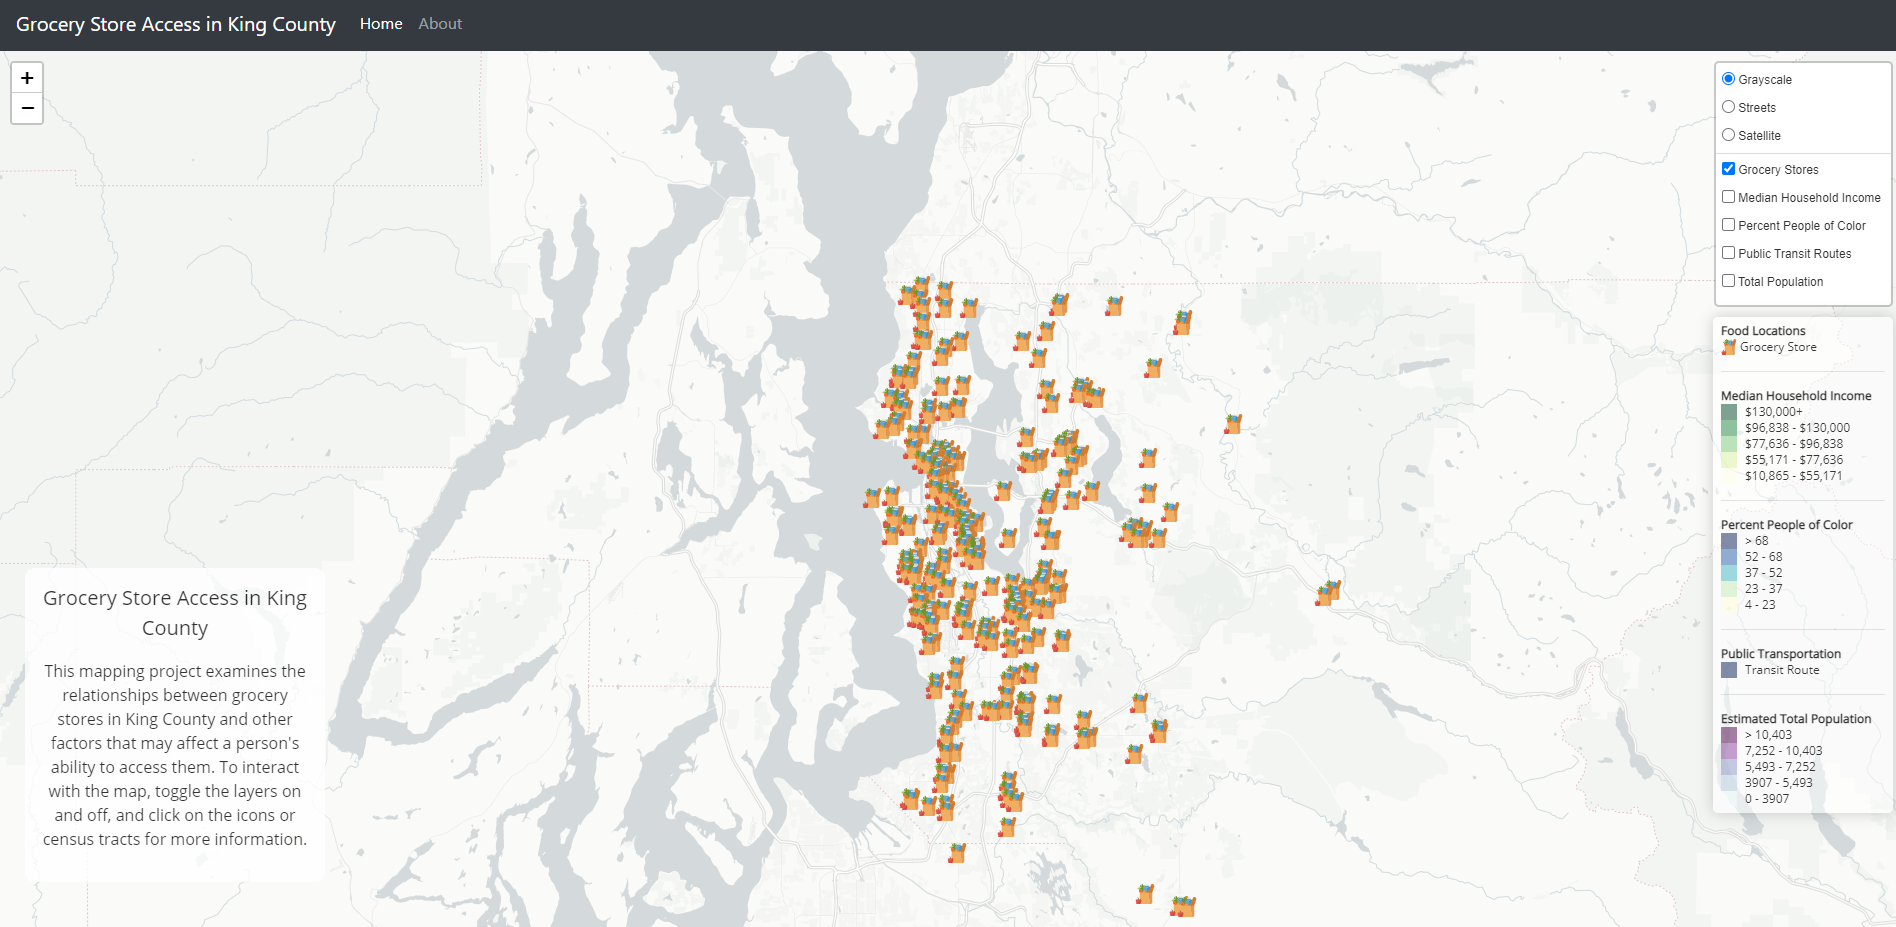 Grocery Store Access in King County Home About
+
−
Grayscale
Streets
Satellite
Grocery Stores
Median Household Income
Percent People of Color
Public Transit Routes
Total Population
Food Locations
Grocery Store
Median Household Income
$130,000+
$96,838 - $130,000
$77,636 - $96,838
$55,171 - $77,636
$10,865 - $55,171
Percent People of Color
> 68
52 - 68
37 - 52
23 - 37
4 - 23
Public Transportation
Transit Route
Estimated Total Population
> 10,403
7,252 - 10,403
5,493 - 7,252
3907 - 5,493
0 - 3907
Grocery Store Access in King
County
This mapping project examines the
relationships between grocery
stores in King County and other
factors that may affect a person's
ability to access them. To interact
with the map, toggle the layers on
and off, and click on the icons or
census tracts for more information.